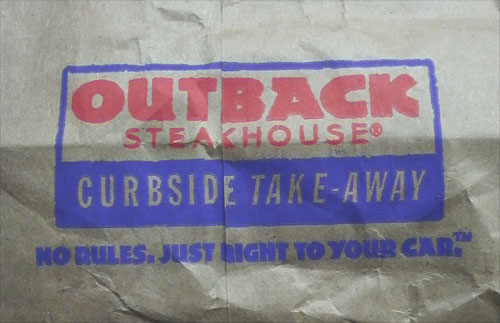 OUTBACK
STEAKHOUSE®
CURBSIDE TAKE-AWAY
NO RULES. JUST RIGHT TO YOUR CAR.™